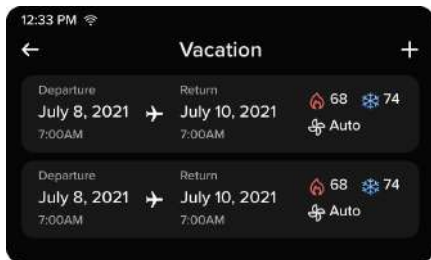 12:33 PM
Vacation
Departure
July 8, 2021
7:00AM
Return
July 10, 2021
7:00AM
68
74
Auto
Departure
July 8, 2021
7:00AM
Return
July 10, 2021
7:00AM
68
74
Auto